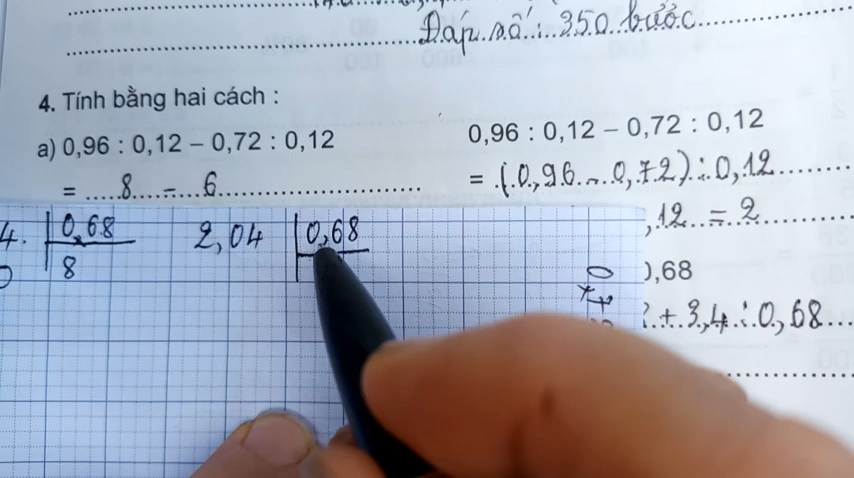 Đáp số : 350 bước
4. Tính bằng hai cách :
a) 0,96 : 0,12 – 0,72 : 0,12
= 8 – 6
0,96 : 0,12 – 0,72 : 0,12
= (0,96 – 0,72) : 0,12
,12 = 2
0,68
+ 3,4 : 0,68
4. 0,68
8
2,04 0,68